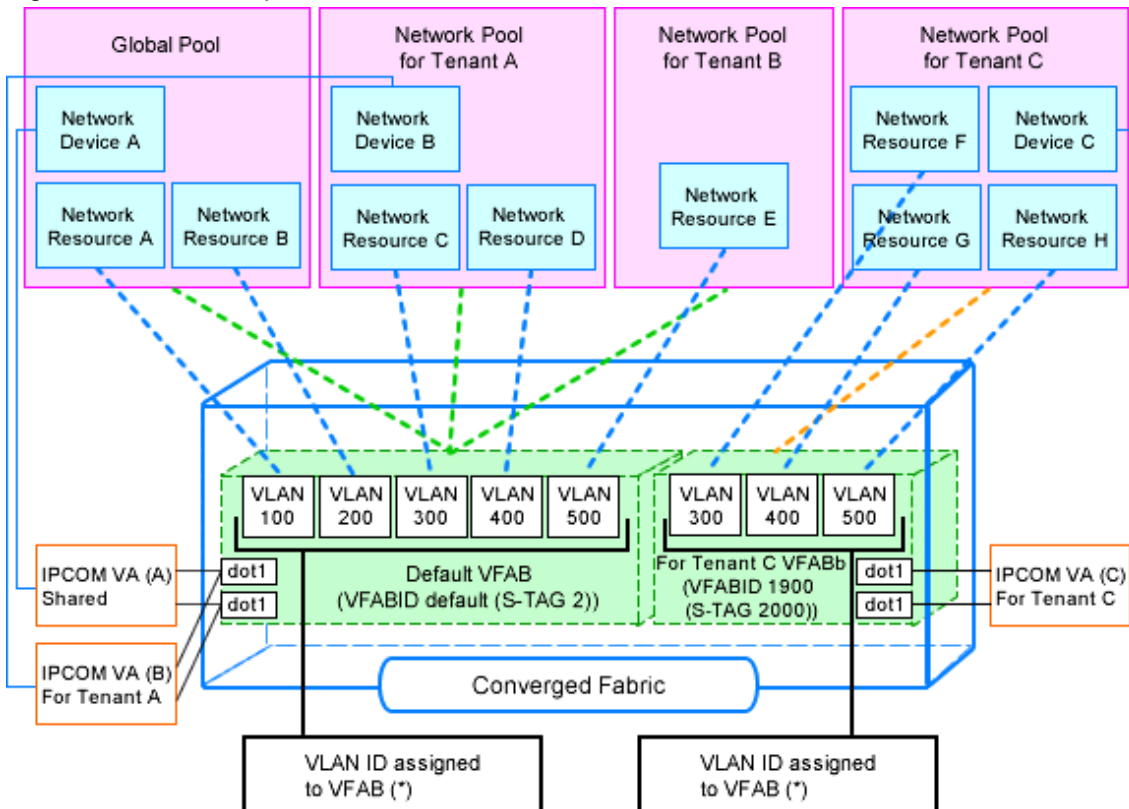 Global Pool
Network Pool
for Tenant A
Network Pool
for Tenant B
Network Pool
for Tenant C
Network
Device A
Network
Device B
Network
Resource F
Network
Device C
Network
Resource A
Network
Resource B
Network
Resource C
Network
Resource D
Network
Resource E
Network
Resource G
Network
Resource H
VLAN
100
VLAN
200
VLAN
300
VLAN
400
VLAN
500
VLAN
300
VLAN
400
VLAN
500
IPCOM VA (A)
Shared
dot1
dot1
Default VFAB
(VFABID default (S-TAG 2))
For Tenant C VFABb
(VFABID 1900
(S-TAG 2000))
dot1
dot1
IPCOM VA (C)
For Tenant C
IPCOM VA (B)
For Tenant A
Converged Fabric
VLAN ID assigned
to VFAB (*)
VLAN ID assigned
to VFAB (*)